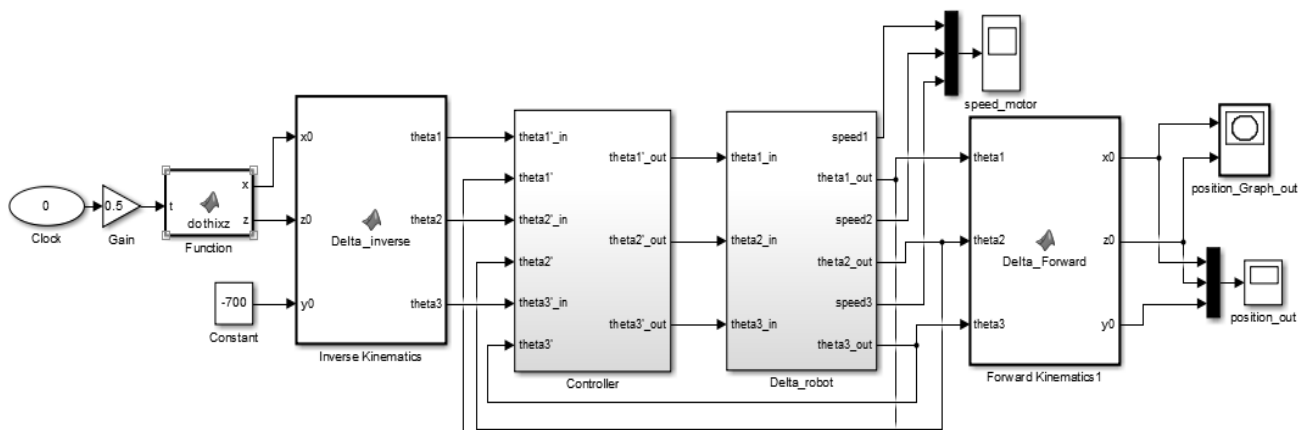 0
Clock
0.5
Gain
t
x
z
dothixz
Function
-700
Constant
x0
z0
y0
theta1
theta2
theta3
Delta_inverse
Inverse Kinematics
theta1'_in
theta1'
theta2'_in
theta2'
theta3'_in
theta3'
theta1'_out
theta2'_out
theta3'_out
Controller
theta1_in
theta2_in
theta3_in
speed1
theta1_out
speed2
theta2_out
speed3
theta3_out
Delta_robot
speed_motor
theta1
theta2
theta3
x0
z0
y0
Delta_Forward
Forward Kinematics1
position_Graph_out
position_out